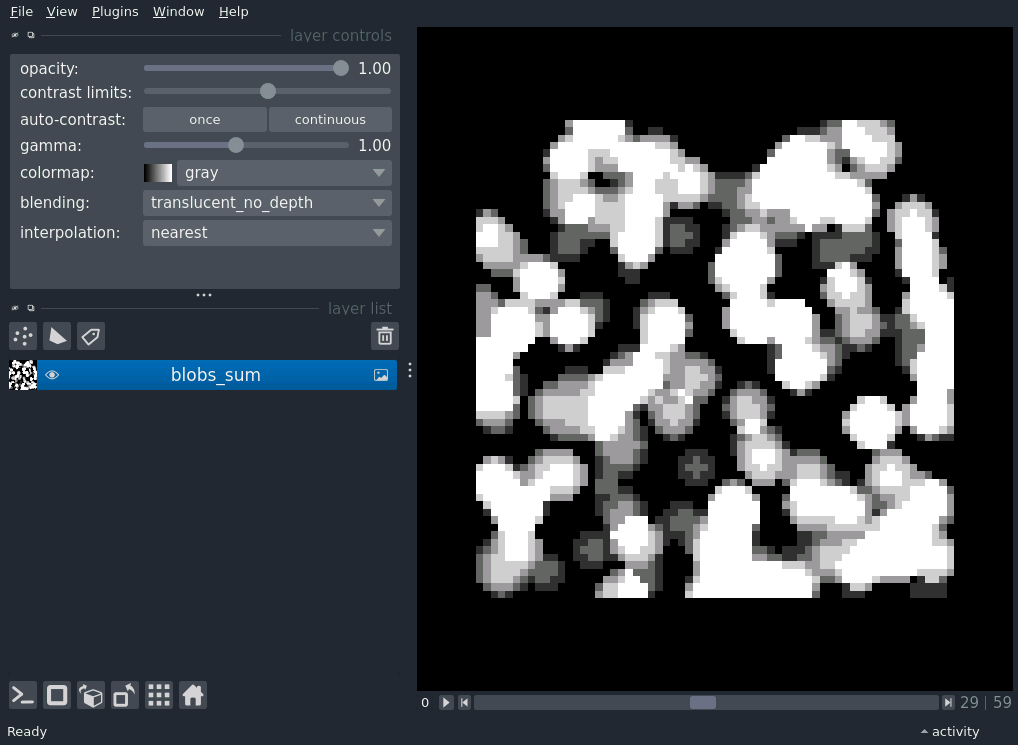 File View Plugins Window Help
layer controls
opacity: 1.00
contrast limits:
auto-contrast: once continuous
gamma: 1.00
colormap: gray
blending: translucent_no_depth
interpolation: nearest
layer list
blobs_sum
0 29 | 59
Ready activity